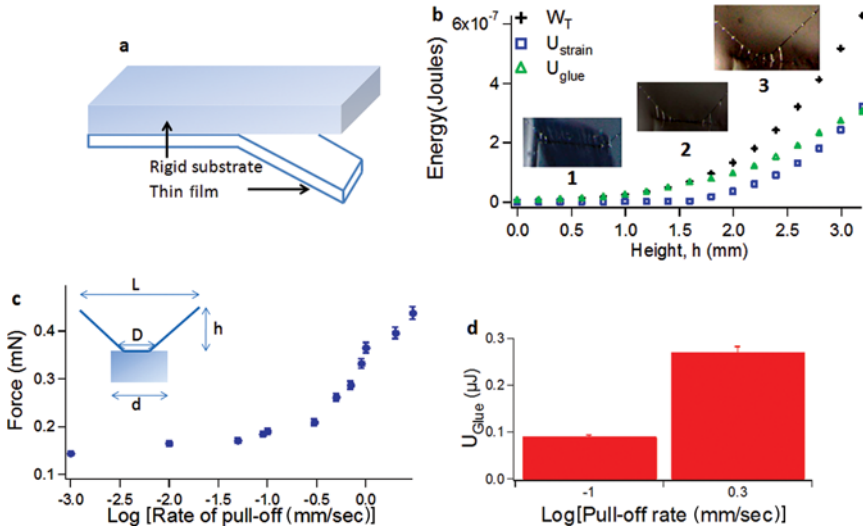 a
Rigid substrate
Thin film
b
Energy(Joules)
6x10-7
4
2
0
W_T
U_strain
U_glue
1
2
3
0.0 0.5 1.0 1.5 2.0 2.5 3.0
Height, h (mm)
c
Force (mN)
0.4
0.3
0.2
0.1
L
D
h
d
-3.0 -2.5 -2.0 -1.5 -1.0 -0.5 0.0
Log [Rate of pull-off (mm/sec)]
d
U_Glue (µJ)
0.3
0.2
0.1
0.0
-1 0.3
Log[Pull-off rate (mm/sec)]